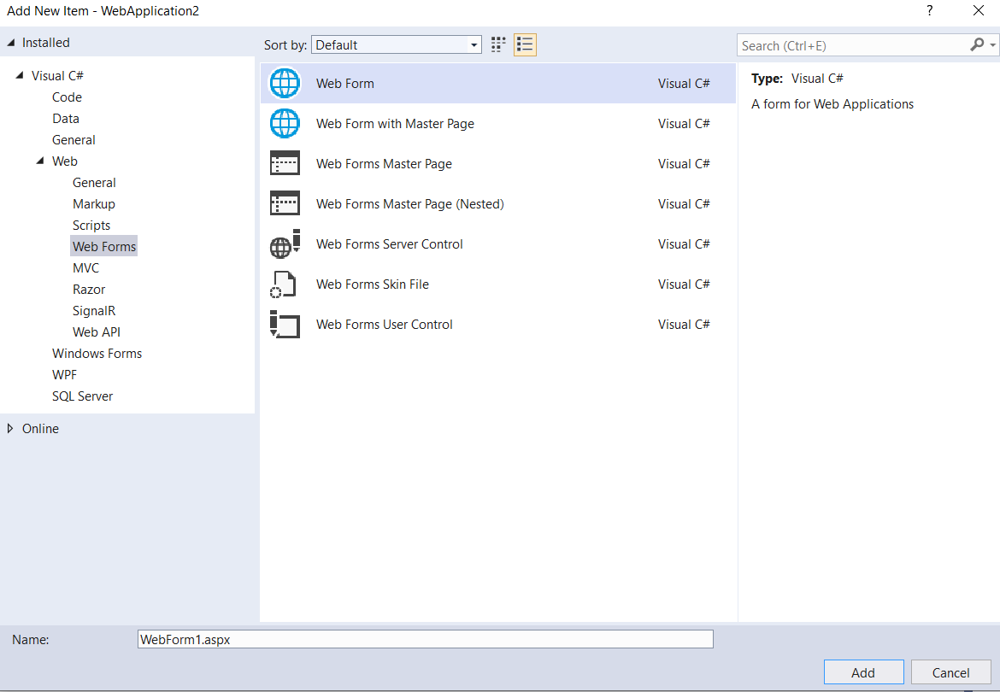 Add New Item - WebApplication2
?
Installed
Sort by: Default
Search (Ctrl+E)
Visual C#
Code
Data
General
Web
General
Markup
Scripts
Web Forms
MVC
Razor
SignalR
Web API
Windows Forms
WPF
SQL Server
Online
Web Form Visual C#
Web Form with Master Page Visual C#
Web Forms Master Page Visual C#
Web Forms Master Page (Nested) Visual C#
Web Forms Server Control Visual C#
Web Forms Skin File Visual C#
Web Forms User Control Visual C#
Type: Visual C#
A form for Web Applications
Name: WebForm1.aspx
Add Cancel